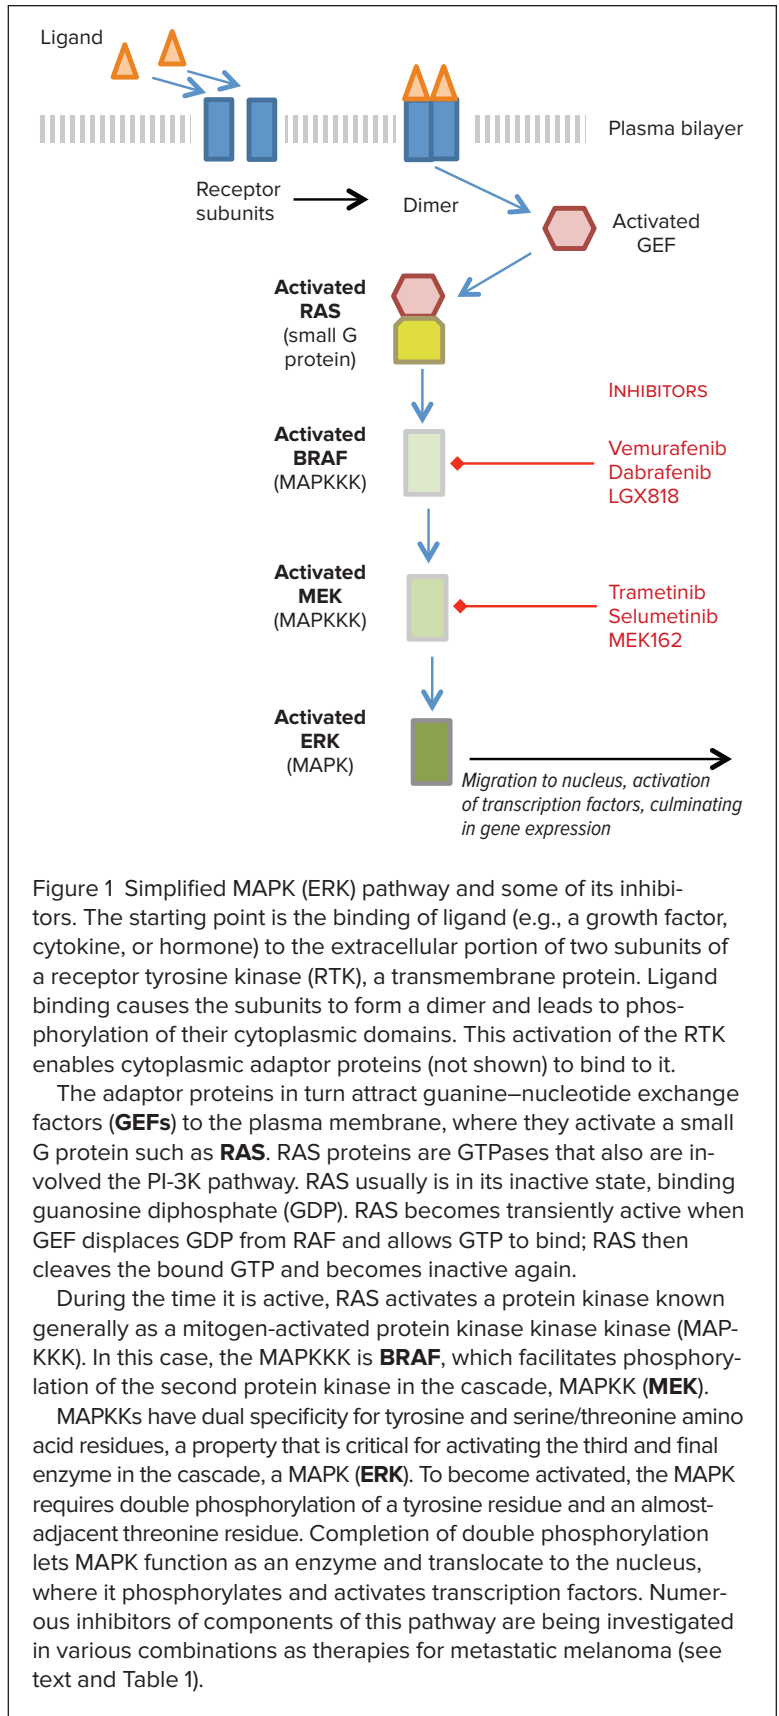 Ligand
Plasma bilayer
Receptor
subunits
Dimer
Activated
GEF
Activated
RAS
(small G
protein)
INHIBITORS
Activated
BRAF
(MAPKKK)
Vemurafenib
Dabrafenib
LGX818
Activated
MEK
(MAPKKK)
Trametinib
Selumetinib
MEK162
Activated
ERK
(MAPK)
Migration to nucleus, activation
of transcription factors, culminating
in gene expression
Figure 1 Simplified MAPK (ERK) pathway and some of its inhibi-
tors. The starting point is the binding of ligand (e.g., a growth factor,
cytokine, or hormone) to the extracellular portion of two subunits of
a receptor tyrosine kinase (RTK), a transmembrane protein. Ligand
binding causes the subunits to form a dimer and leads to phos-
phorylation of their cytoplasmic domains. This activation of the RTK
enables cytoplasmic adaptor proteins (not shown) to bind to it.
The adaptor proteins in turn attract guanine–nucleotide exchange
factors (GEFs) to the plasma membrane, where they activate a small
G protein such as RAS. RAS proteins are GTPases that also are in-
volved the PI-3K pathway. RAS usually is in its inactive state, binding
guanosine diphosphate (GDP). RAS becomes transiently active when
GEF displaces GDP from RAF and allows GTP to bind; RAS then
cleaves the bound GTP and becomes inactive again.
During the time it is active, RAS activates a protein kinase known
generally as a mitogen-activated protein kinase kinase kinase (MAP-
KKK). In this case, the MAPKKK is BRAF, which facilitates phosphory-
lation of the second protein kinase in the cascade, MAPKK (MEK).
MAPKKs have dual specificity for tyrosine and serine/threonine amino
acid residues, a property that is critical for activating the third and final
enzyme in the cascade, a MAPK (ERK). To become activated, the MAPK
requires double phosphorylation of a tyrosine residue and an almost-
adjacent threonine residue. Completion of double phosphorylation
lets MAPK function as an enzyme and translocate to the nucleus,
where it phosphorylates and activates transcription factors. Numer-
ous inhibitors of components of this pathway are being investigated
in various combinations as therapies for metastatic melanoma (see
text and Table 1).